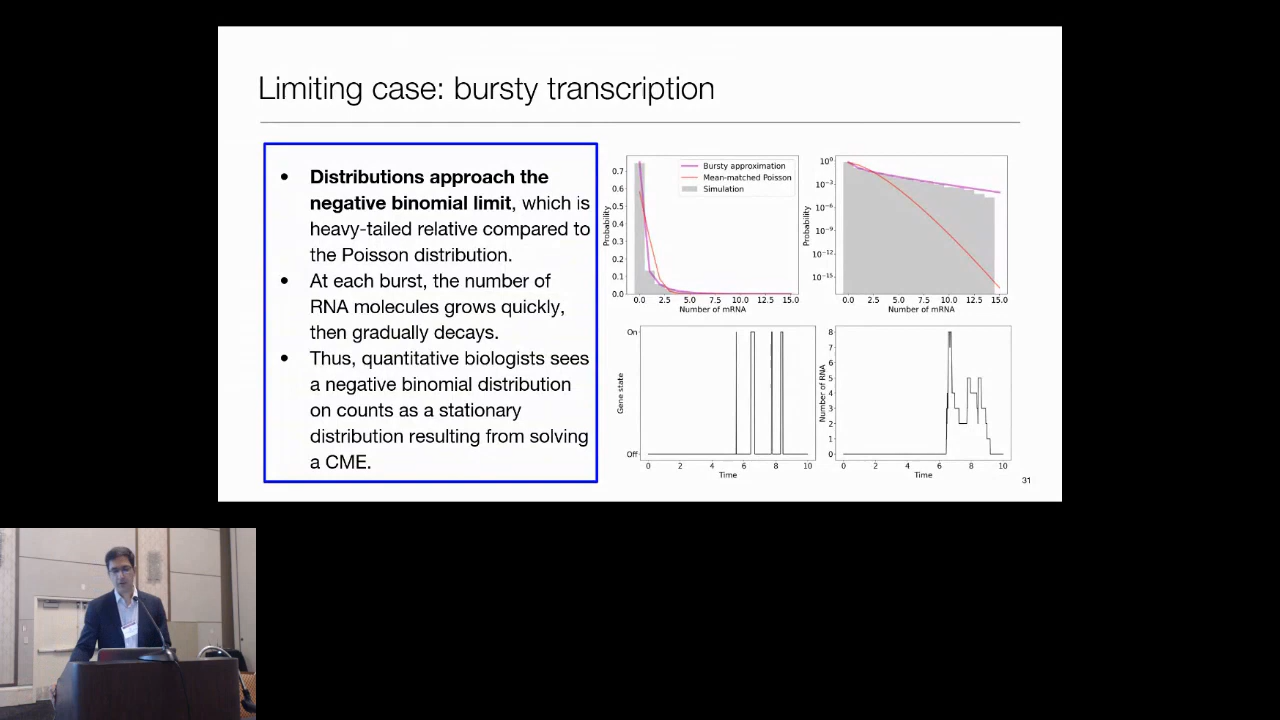 Limiting case: bursty transcription
• Distributions approach the
negative binomial limit, which is
heavy-tailed relative compared to
the Poisson distribution.
• At each burst, the number of
RNA molecules grows quickly,
then gradually decays.
• Thus, quantitative biologists sees
a negative binomial distribution
on counts as a stationary
distribution resulting from solving
a CME.
Bursty approximation
Mean-matched Poisson
Simulation
Probability
0.7
0.6
0.5
0.4
0.3
0.2
0.1
0.0
0.0 2.5 5.0 7.5 10.0 12.5 15.0
Number of mRNA
Probability
10⁰
10⁻³
10⁻⁶
10⁻⁹
10⁻¹²
10⁻¹⁵
0.0 2.5 5.0 7.5 10.0 12.5 15.0
Number of mRNA
Gene state
On
Off
0 2 4 6 8 10
Time
Number of RNA
8
7
6
5
4
3
2
1
0
0 2 4 6 8 10
Time
31